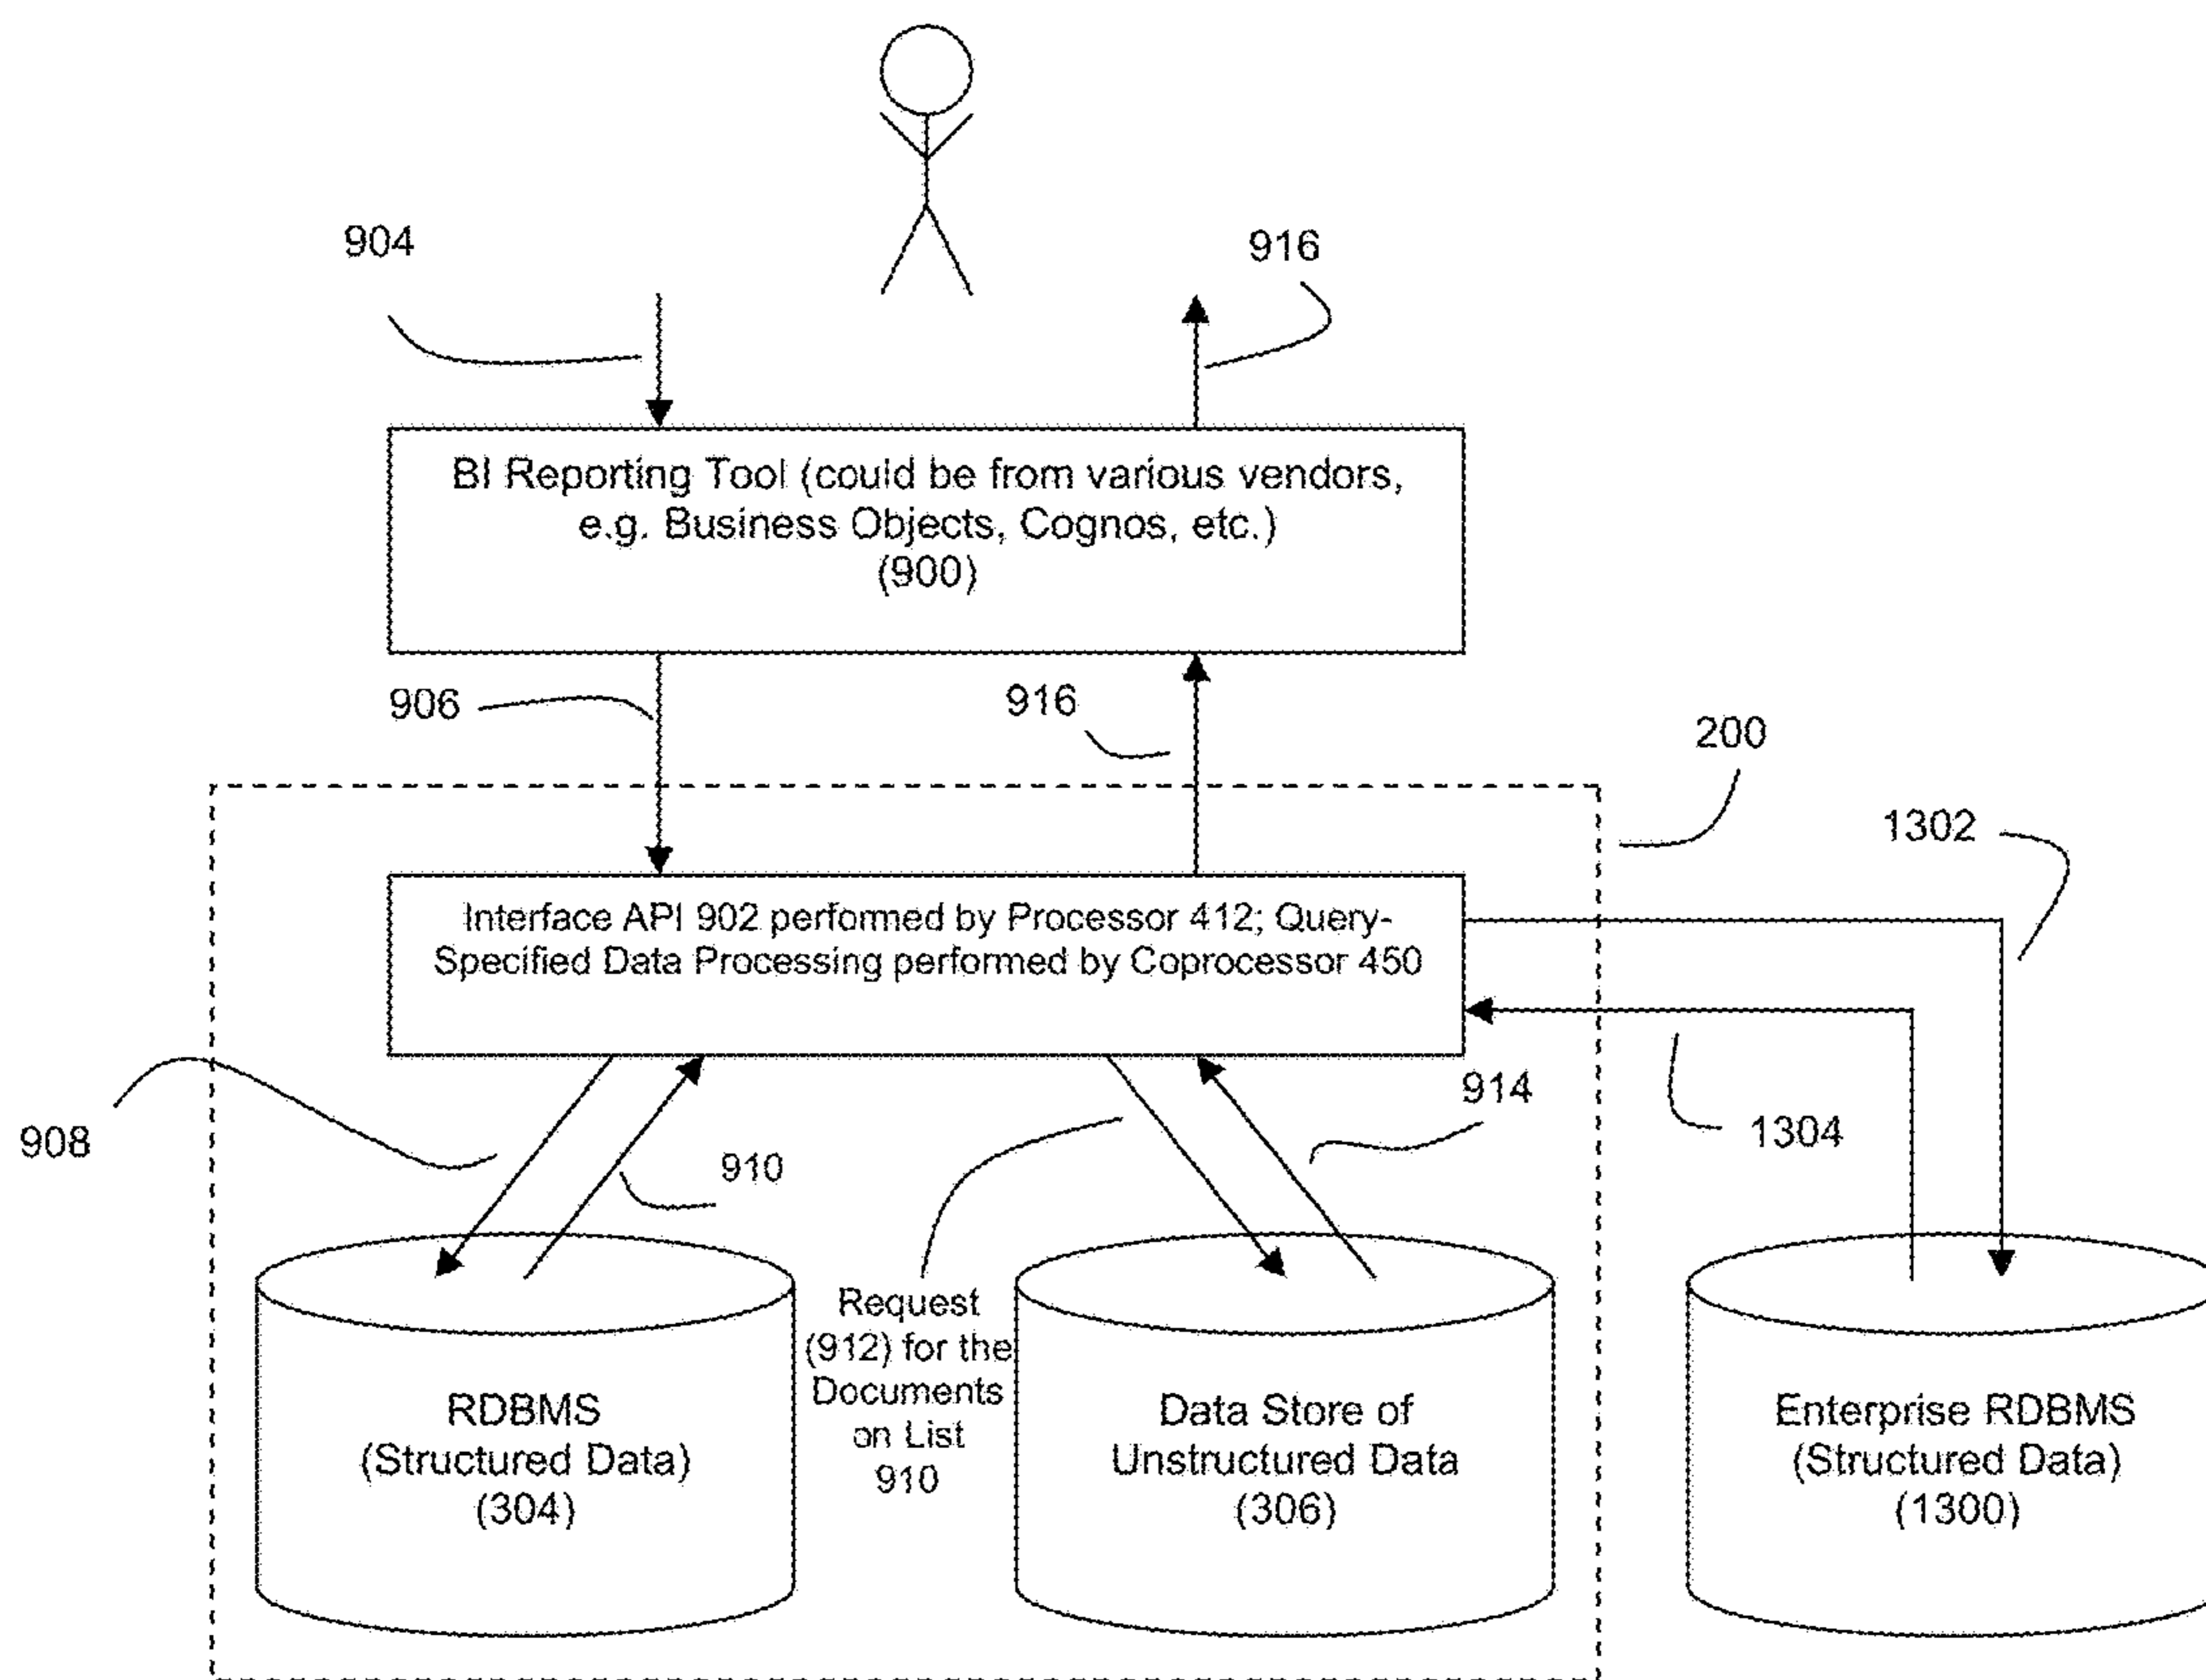 904
916
BI Reporting Tool (could be from various vendors,
e.g. Business Objects, Cognos, etc.)
(900)
906
916
200
1302
Interface API 902 performed by Processor 412; Query-
Specified Data Processing performed by Coprocessor 450
908
910
914
1304
Request
(912) for the
Documents
on List
910
RDBMS
(Structured Data)
(304)
Data Store of
Unstructured Data
(306)
Enterprise RDBMS
(Structured Data)
(1300)